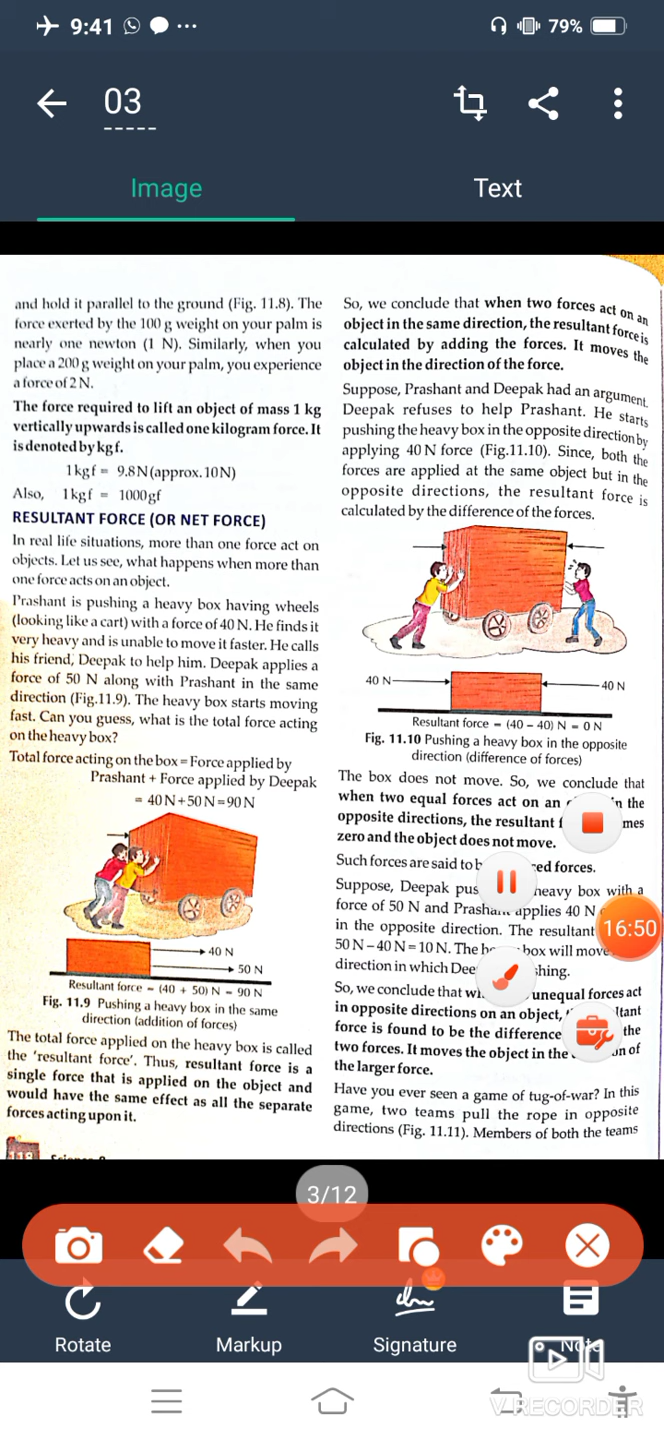 9:41
79%
03
Image
Text
and hold it parallel to the ground (Fig. 11.8). The
force exerted by the 100 g weight on your palm is
nearly one newton (1 N). Similarly, when you
place a 200 g weight on your palm, you experience
a force of 2 N.
The force required to lift an object of mass 1 kg
vertically upwards is called one kilogram force. It
is denoted by kg f.
1 kg f = 9.8 N (approx. 10 N)
Also, 1 kg f = 1000 gf
RESULTANT FORCE (OR NET FORCE)
In real life situations, more than one force act on
objects. Let us see, what happens when more than
one force acts on an object.
Prashant is pushing a heavy box having wheels
(looking like a cart) with a force of 40 N. He finds it
very heavy and is unable to move it faster. He calls
his friend, Deepak to help him. Deepak applies a
force of 50 N along with Prashant in the same
direction (Fig.11.9). The heavy box starts moving
fast. Can you guess, what is the total force acting
on the heavy box?
Total force acting on the box = Force applied by
Prashant + Force applied by Deepak
= 40 N + 50 N = 90 N
40 N
50 N
Resultant force = (40 + 50) N = 90 N
Fig. 11.9 Pushing a heavy box in the same
direction (addition of forces)
The total force applied on the heavy box is called
the 'resultant force'. Thus, resultant force is a
single force that is applied on the object and
would have the same effect as all the separate
forces acting upon it.
So, we conclude that when two forces act on an
object in the same direction, the resultant force is
calculated by adding the forces. It moves the
object in the direction of the force.
Suppose, Prashant and Deepak had an argument.
Deepak refuses to help Prashant. He starts
pushing the heavy box in the opposite direction by
applying 40 N force (Fig.11.10). Since, both the
forces are applied at the same object but in the
opposite directions, the resultant force is
calculated by the difference of the forces.
40 N
40 N
Resultant force = (40 – 40) N = 0 N
Fig. 11.10 Pushing a heavy box in the opposite
direction (difference of forces)
The box does not move. So, we conclude that
when two equal forces act on an the
opposite directions, the resultant mes
zero and the object does not move.
Such forces are said to ed forces.
Suppose, Deepak pus heavy box with a
force of 50 N and Prashant applies 40 N
in the opposite direction. The resultant
50 N – 40 N = 10 N. The box will move
direction in which Dee shing.
So, we conclude that unequal forces act
in opposite directions on an object, ltant
force is found to be the difference the
two forces. It moves the object in the on of
the larger force.
Have you ever seen a game of tug-of-war? In this
game, two teams pull the rope in opposite
directions (Fig. 11.11). Members of both the teams
16:50
3/12
Rotate
Markup
Signature
Note
V RECORDER